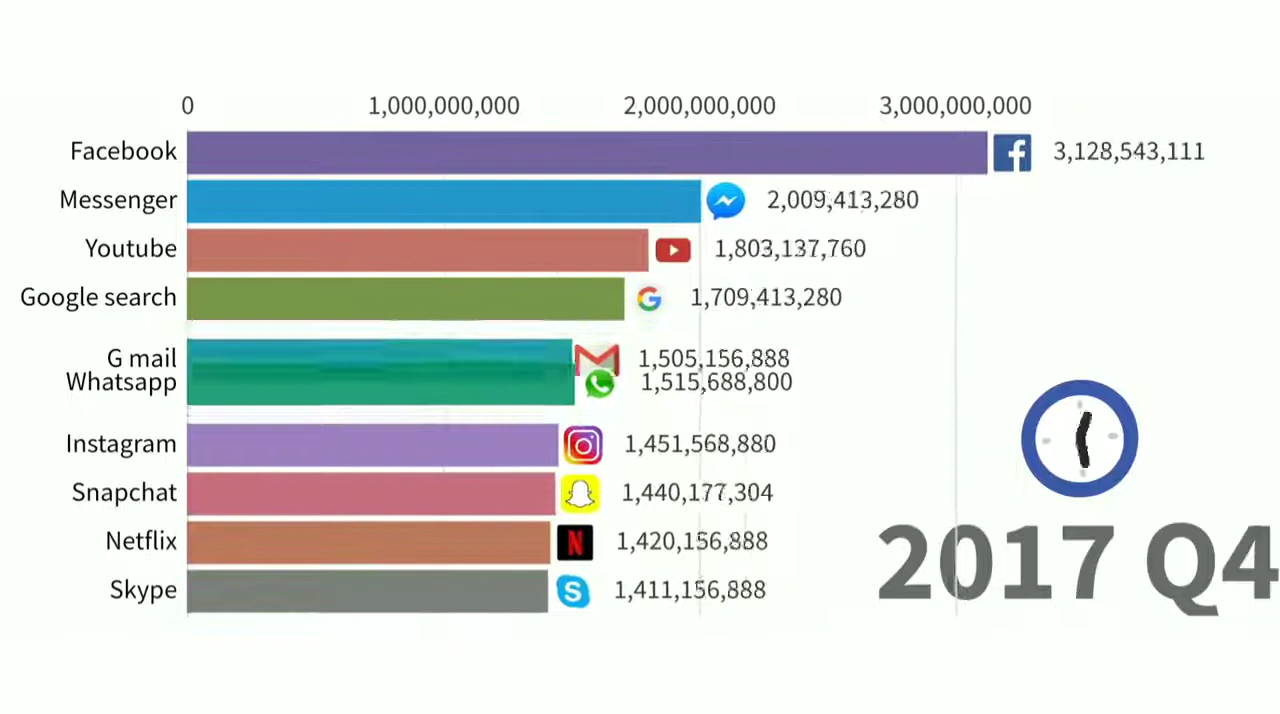 0 1,000,000,000 2,000,000,000 3,000,000,000
Facebook 3,128,543,111
Messenger 2,009,413,280
Youtube 1,803,137,760
Google search 1,709,413,280
G mail 1,505,156,888
Whatsapp 1,515,688,800
Instagram 1,451,568,880
Snapchat 1,440,177,304
Netflix N 1,420,156,888
Skype S 1,411,156,888
2017 Q4